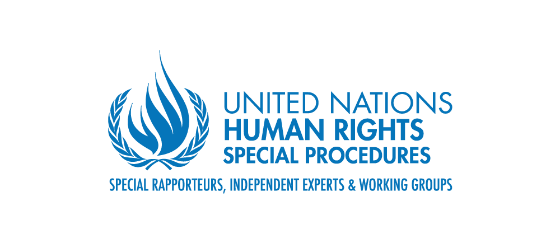 UNITED NATIONS
HUMAN RIGHTS
SPECIAL PROCEDURES
SPECIAL RAPPORTEURS, INDEPENDENT EXPERTS & WORKING GROUPS